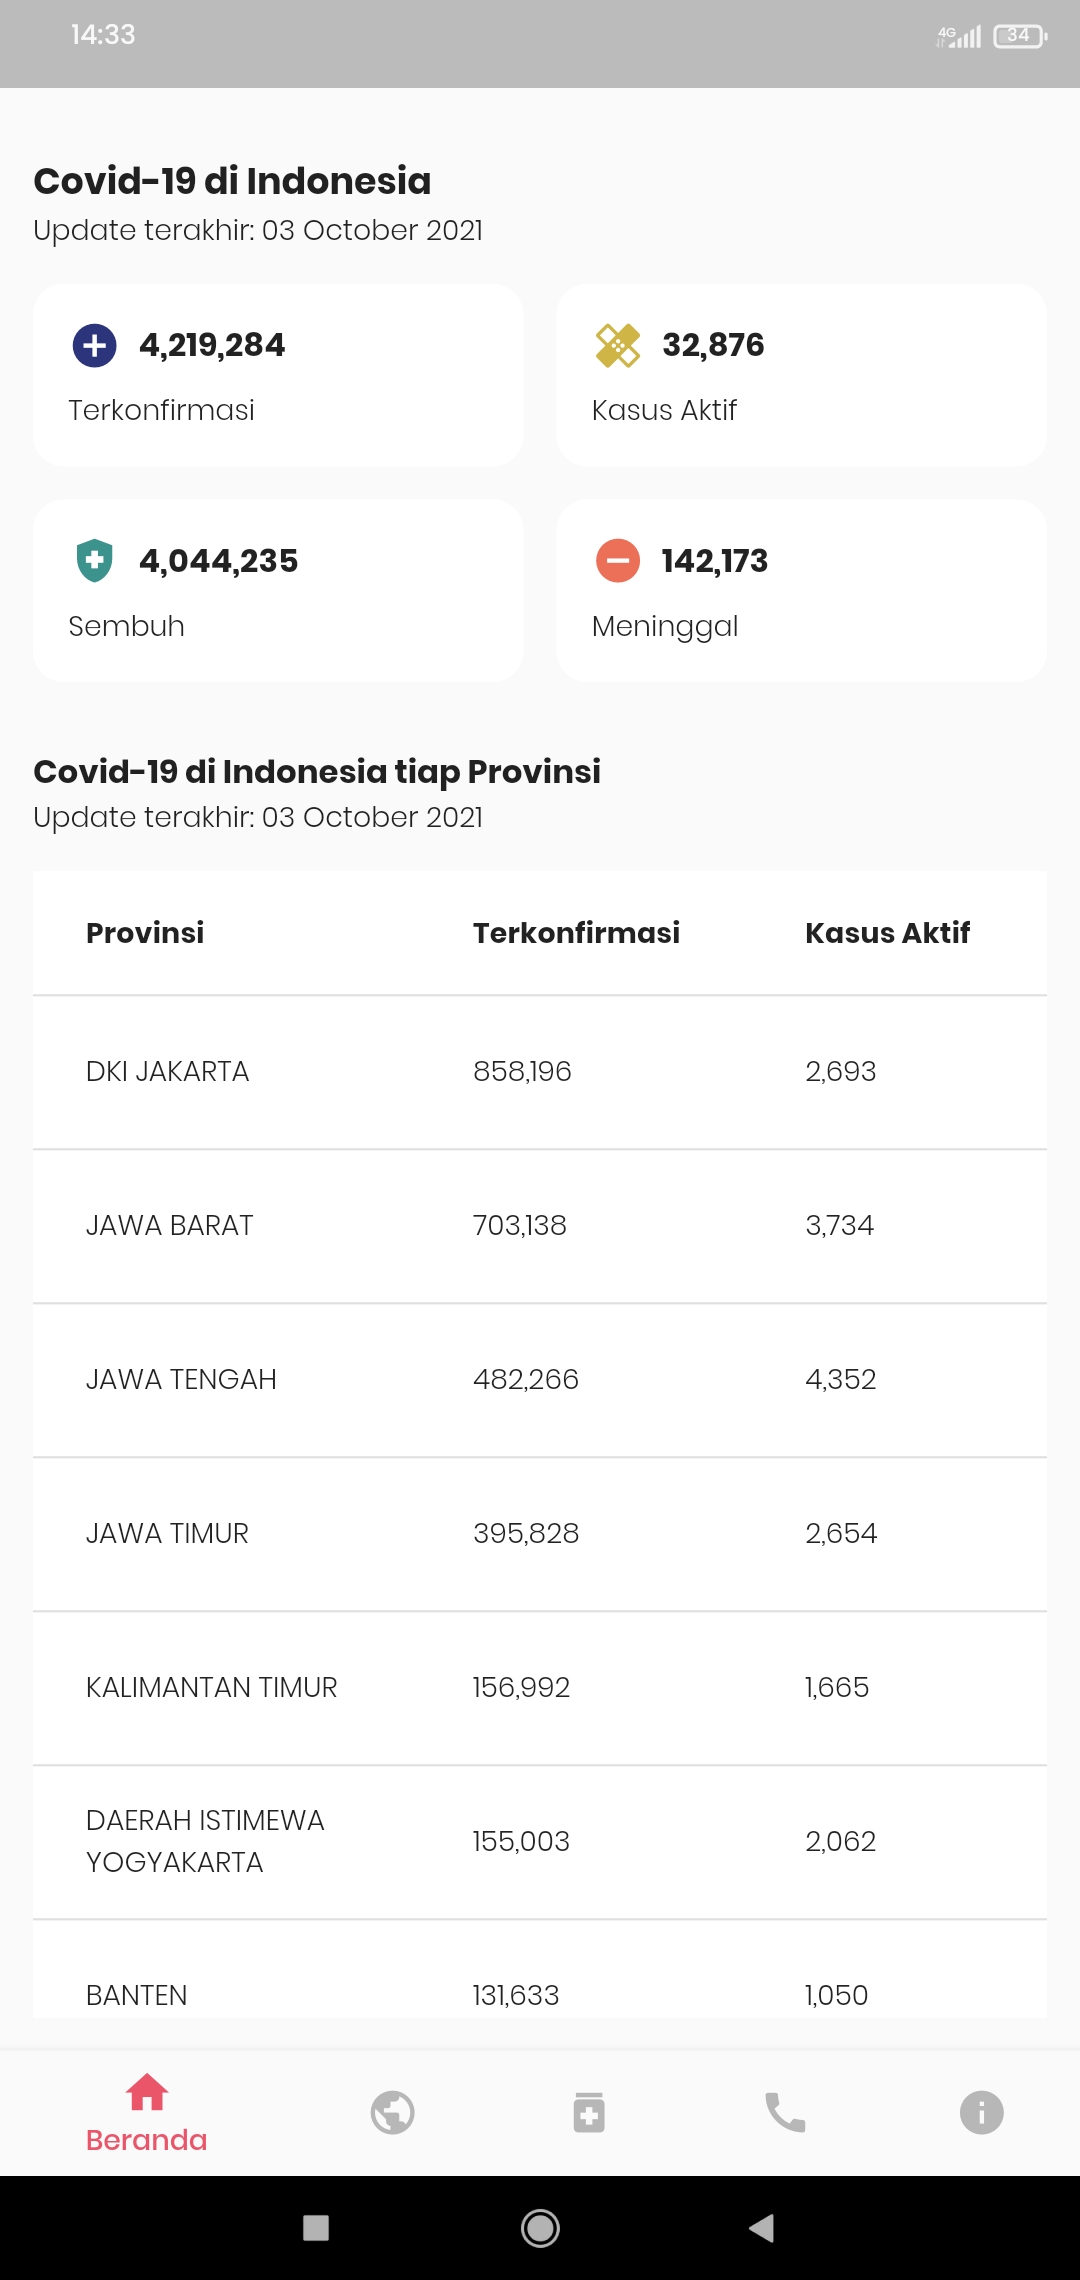 14:33
4G
34
Covid-19 di Indonesia
Update terakhir: 03 October 2021
4,219,284
Terkonfirmasi
32,876
Kasus Aktif
4,044,235
Sembuh
142,173
Meninggal
Covid-19 di Indonesia tiap Provinsi
Update terakhir: 03 October 2021
Provinsi Terkonfirmasi Kasus Aktif
DKI JAKARTA 858,196 2,693
JAWA BARAT 703,138 3,734
JAWA TENGAH 482,266 4,352
JAWA TIMUR 395,828 2,654
KALIMANTAN TIMUR 156,992 1,665
DAERAH ISTIMEWA
YOGYAKARTA 155,003 2,062
BANTEN 131,633 1,050
Beranda